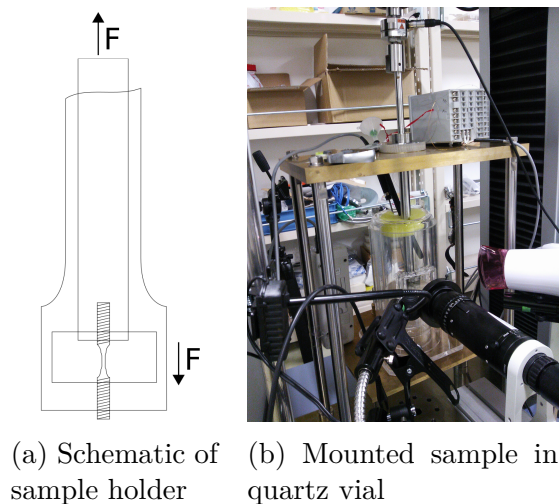 F
F
(a) Schematic of
sample holder
(b) Mounted sample in
quartz vial